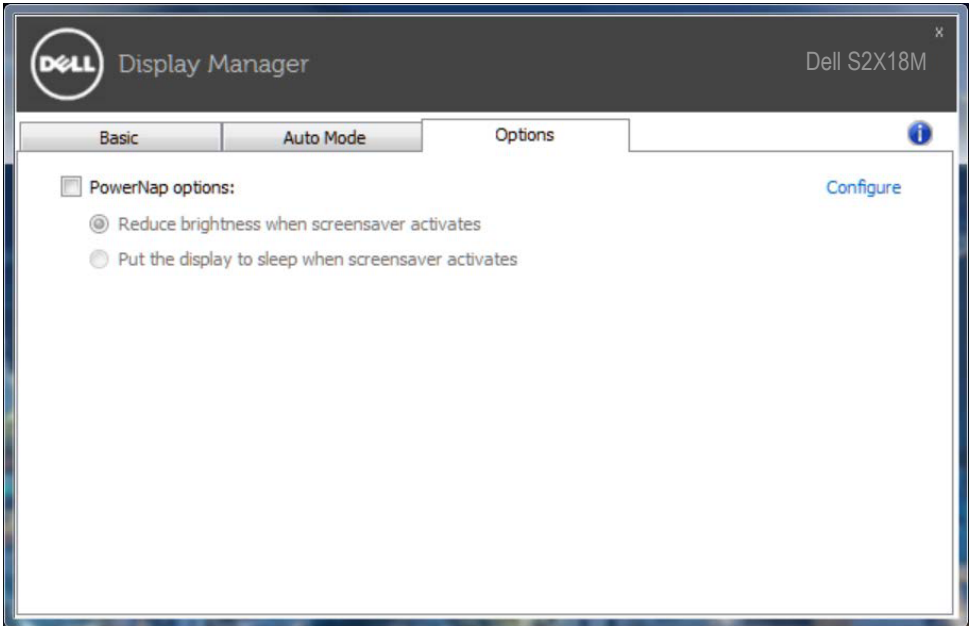 DELL Display Manager
x
Dell S2X18M
Basic Auto Mode Options i
PowerNap options: Configure
Reduce brightness when screensaver activates
Put the display to sleep when screensaver activates